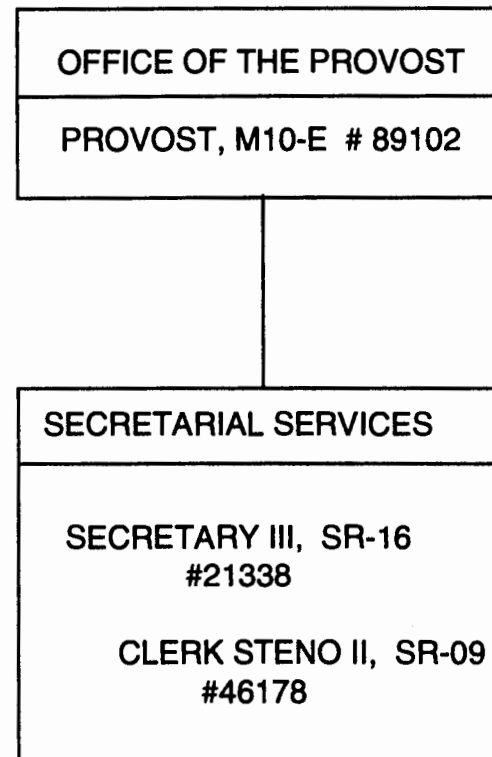 OFFICE OF THE PROVOST
PROVOST, M10-E # 89102
SECRETARIAL SERVICES
SECRETARY III, SR-16
#21338
CLERK STENO II, SR-09
#46178